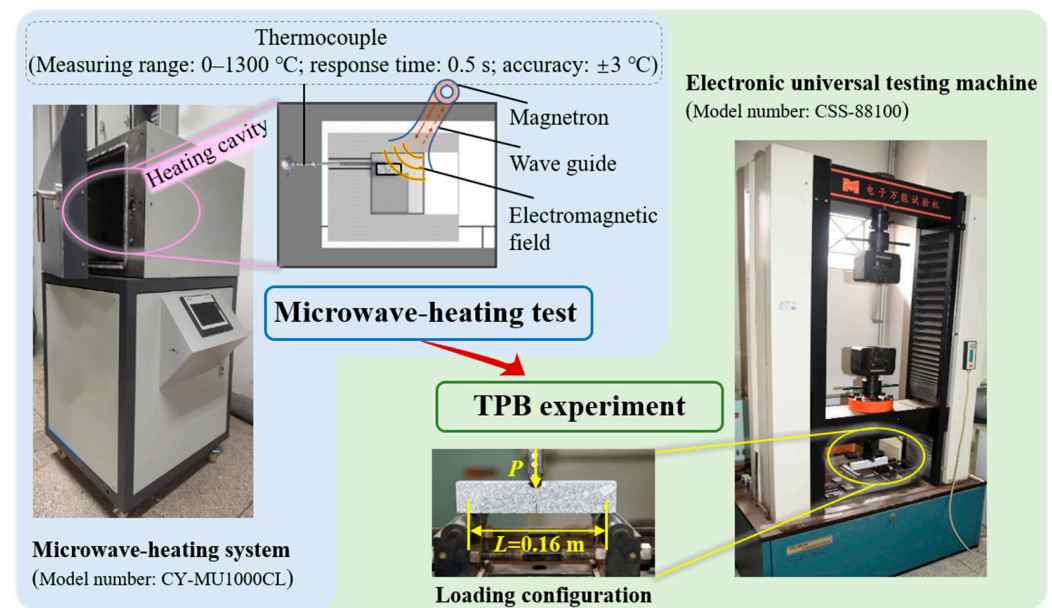 Thermocouple
(Measuring range: 0–1300 °C; response time: 0.5 s; accuracy: ±3 °C)
Heating cavity
Magnetron
Wave guide
Electromagnetic
field
Electronic universal testing machine
(Model number: CSS-88100)
电子万能试验机
Microwave-heating test
TPB experiment
P
L=0.16 m
Loading configuration
Microwave-heating system
(Model number: CY-MU1000CL)